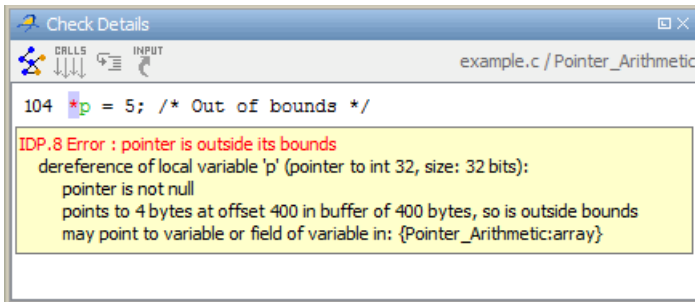 Check Details
CALLS
INPUT
example.c / Pointer_Arithmetic
104 *p = 5; /* Out of bounds */
IDP.8 Error : pointer is outside its bounds
dereference of local variable 'p' (pointer to int 32, size: 32 bits):
pointer is not null
points to 4 bytes at offset 400 in buffer of 400 bytes, so is outside bounds
may point to variable or field of variable in: {Pointer_Arithmetic:array}